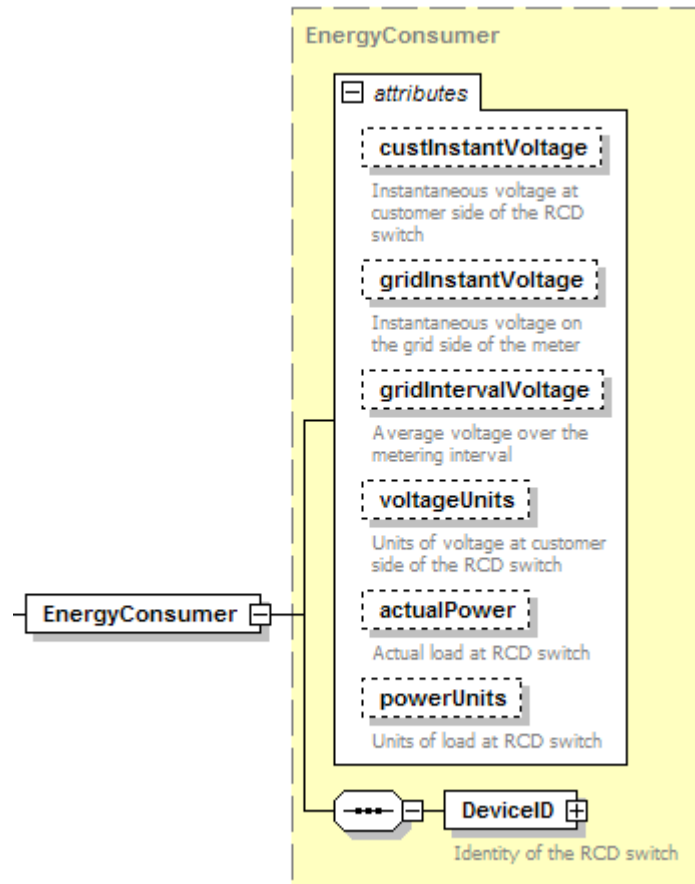 EnergyConsumer
attributes
custInstantVoltage
Instantaneous voltage at
customer side of the RCD
switch
gridInstantVoltage
Instantaneous voltage on
the grid side of the meter
gridIntervalVoltage
Average voltage over the
metering interval
voltageUnits
Units of voltage at customer
side of the RCD switch
EnergyConsumer
actualPower
Actual load at RCD switch
powerUnits
Units of load at RCD switch
DeviceID
Identity of the RCD switch